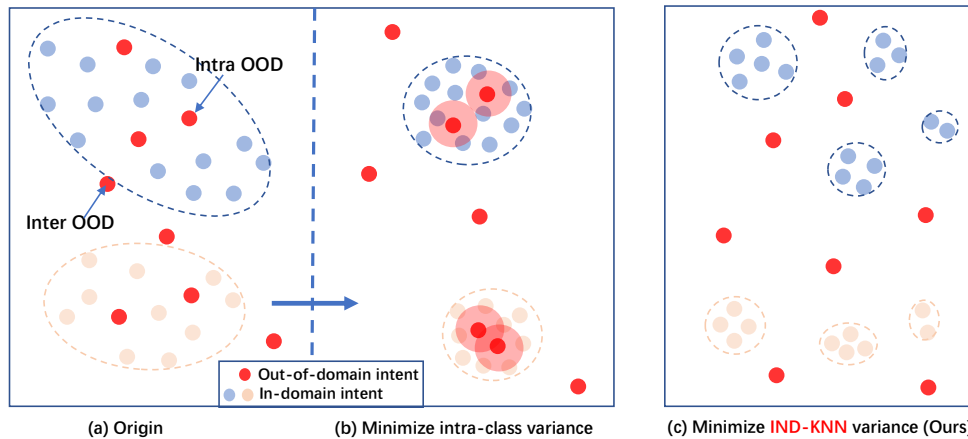 Intra OOD
Inter OOD
Out-of-domain intent
In-domain intent
(a) Origin
(b) Minimize intra-class variance
(c) Minimize IND-KNN variance (Ours)